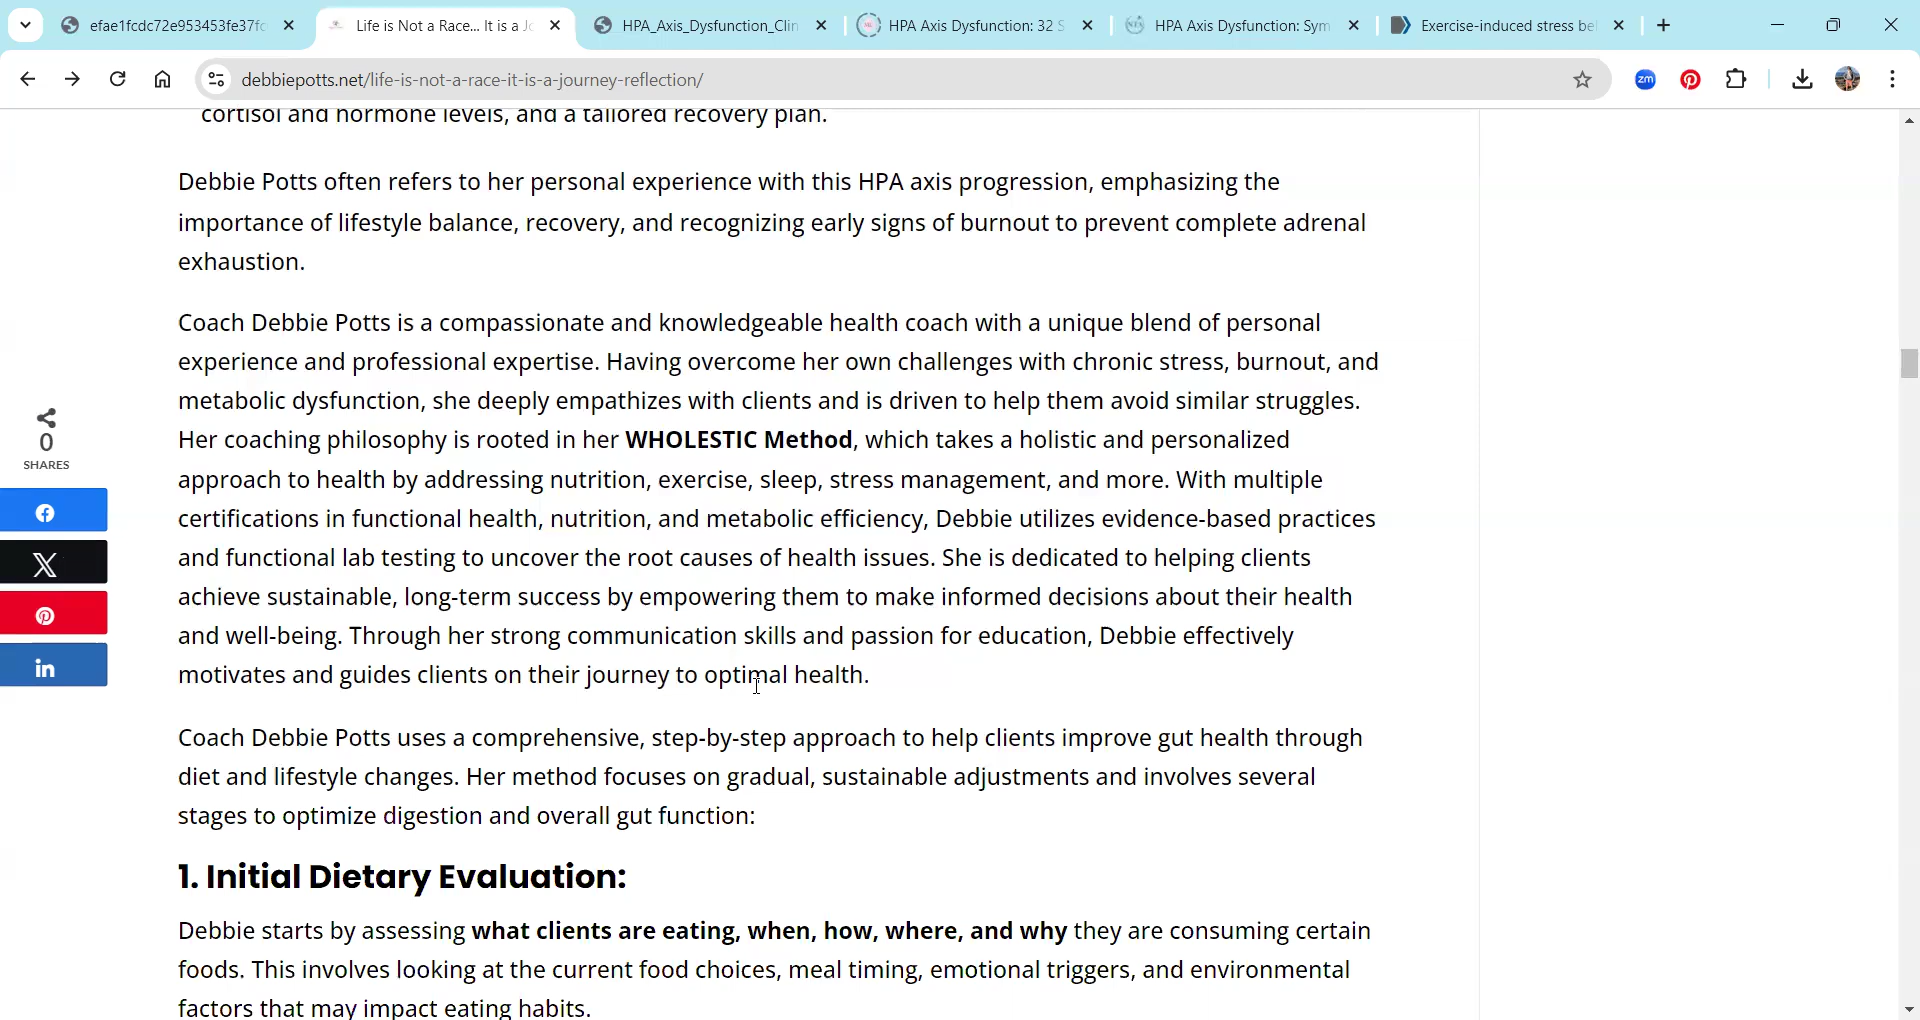 efae1fcdc72e953453fe37fc
Life is Not a Race... It is a Jo
HPA_Axis_Dysfunction_Clin
HPA Axis Dysfunction: 32 S
HPA Axis Dysfunction: Sym
Exercise-induced stress be
debbiepotts.net/life-is-not-a-race-it-is-a-journey-reflection/
zm
cortisol and hormone levels, and a tailored recovery plan.
Debbie Potts often refers to her personal experience with this HPA axis progression, emphasizing the
importance of lifestyle balance, recovery, and recognizing early signs of burnout to prevent complete adrenal
exhaustion.
Coach Debbie Potts is a compassionate and knowledgeable health coach with a unique blend of personal
experience and professional expertise. Having overcome her own challenges with chronic stress, burnout, and
metabolic dysfunction, she deeply empathizes with clients and is driven to help them avoid similar struggles.
Her coaching philosophy is rooted in her WHOLESTIC Method, which takes a holistic and personalized
approach to health by addressing nutrition, exercise, sleep, stress management, and more. With multiple
certifications in functional health, nutrition, and metabolic efficiency, Debbie utilizes evidence-based practices
and functional lab testing to uncover the root causes of health issues. She is dedicated to helping clients
achieve sustainable, long-term success by empowering them to make informed decisions about their health
and well-being. Through her strong communication skills and passion for education, Debbie effectively
motivates and guides clients on their journey to optimal health.
0
SHARES
Coach Debbie Potts uses a comprehensive, step-by-step approach to help clients improve gut health through
diet and lifestyle changes. Her method focuses on gradual, sustainable adjustments and involves several
stages to optimize digestion and overall gut function:
1. Initial Dietary Evaluation:
Debbie starts by assessing what clients are eating, when, how, where, and why they are consuming certain
foods. This involves looking at the current food choices, meal timing, emotional triggers, and environmental
factors that may impact eating habits.